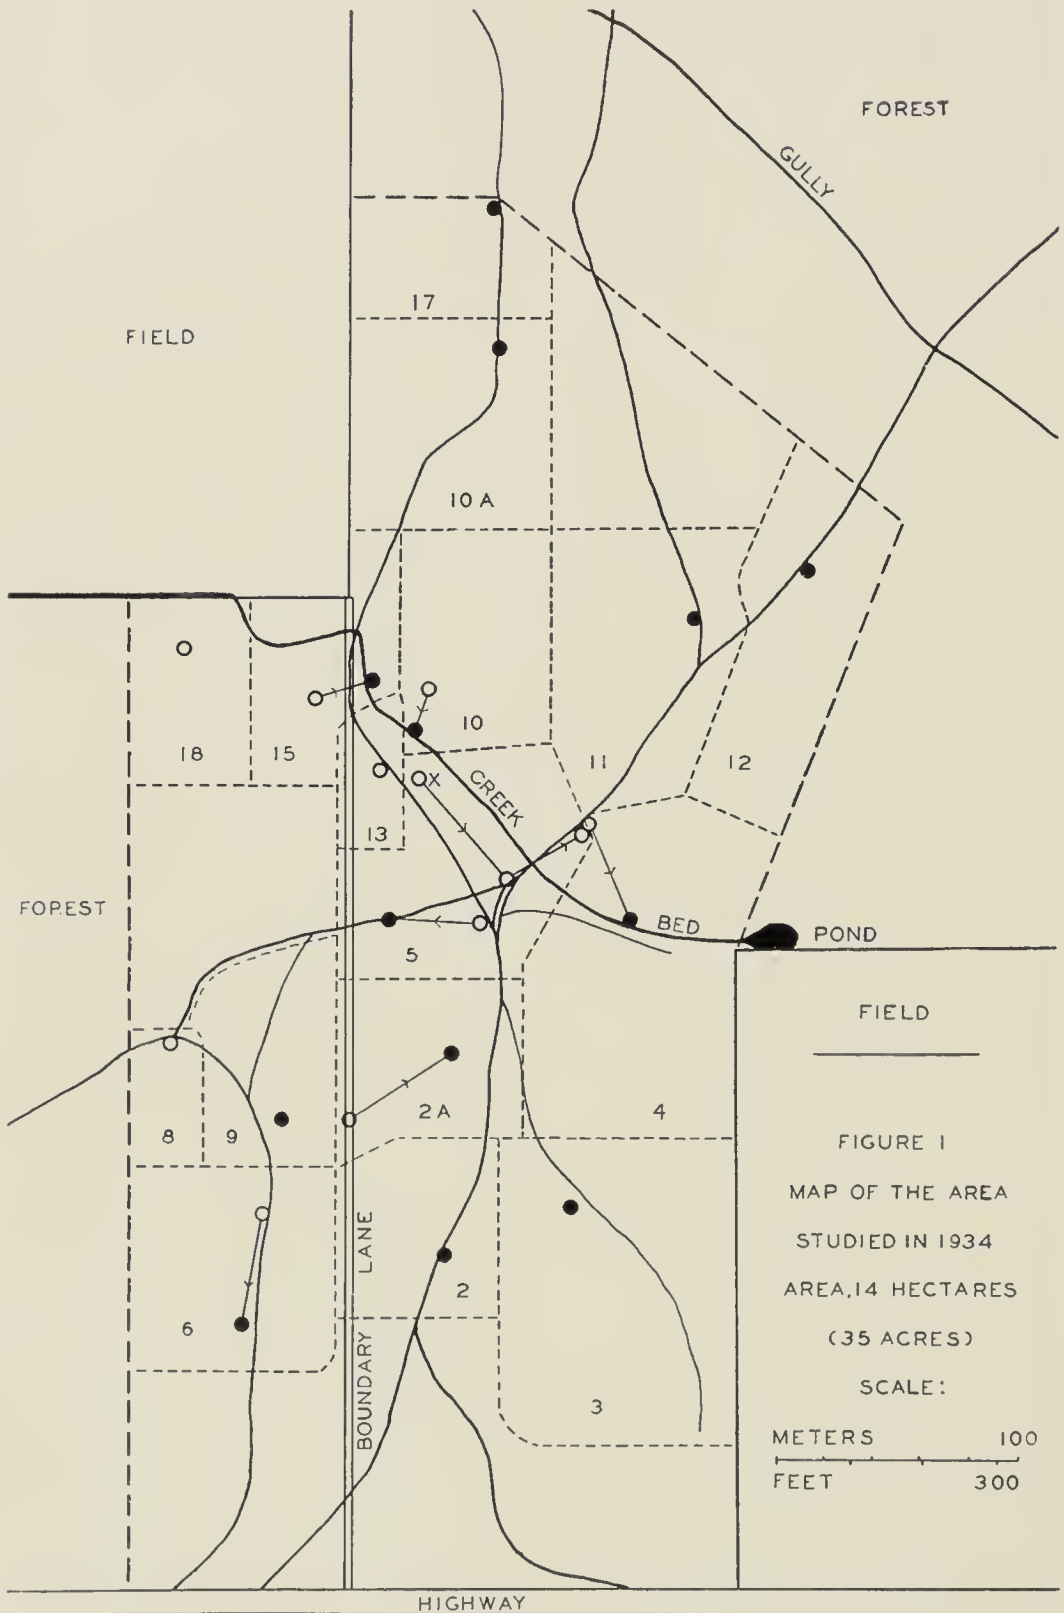 FOREST
GULLY
17
FIELD
10A
18
15
10
11
12
13
CREEK
FOREST
5
BED
POND
FIELD
8
9
2A
4
FIGURE 1
MAP OF THE AREA
STUDIED IN 1934
AREA, 14 HECTARES
(35 ACRES)
SCALE:
METERS 100
FEET 300
BOUNDARY LANE
2
6
3
X
HIGHWAY